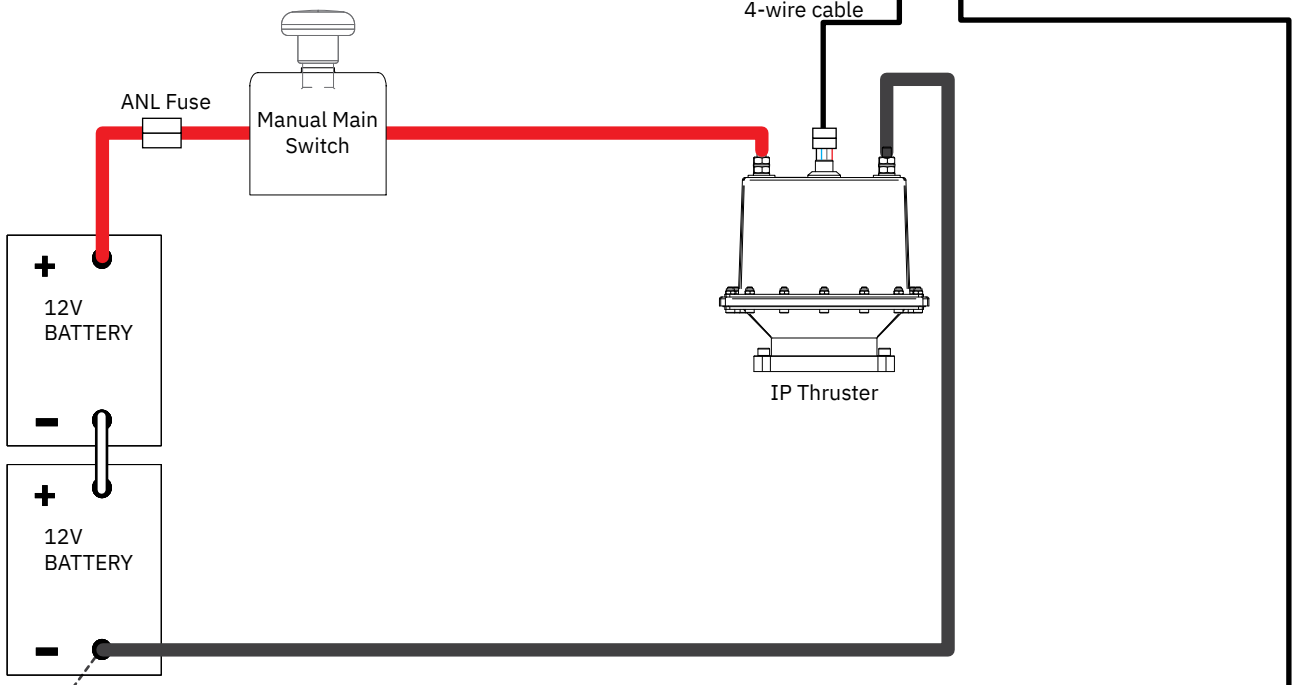 4-wire cable
ANL Fuse
Manual Main
Switch
+
12V
BATTERY
-
IP Thruster
+
12V
BATTERY
-